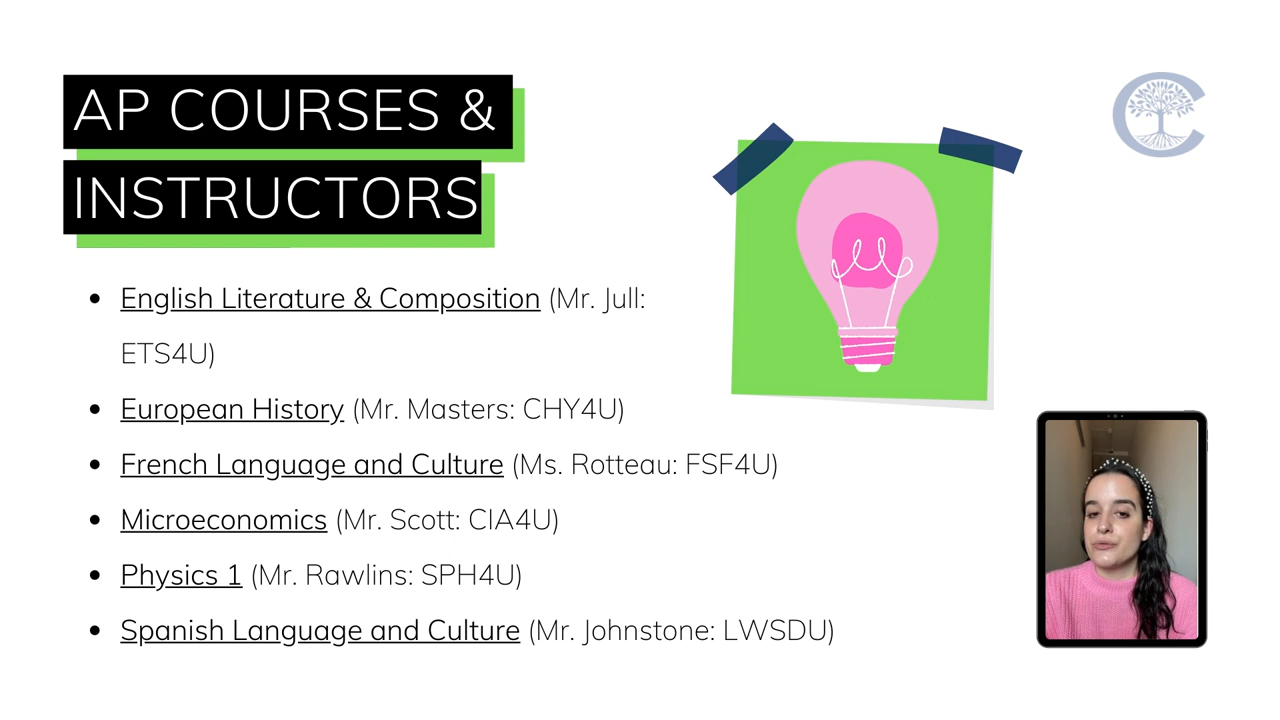 AP COURSES &
INSTRUCTORS
• English Literature & Composition (Mr. Jull:
ETS4U)
• European History (Mr. Masters: CHY4U)
• French Language and Culture (Ms. Rotteau: FSF4U)
• Microeconomics (Mr. Scott: CIA4U)
• Physics 1 (Mr. Rawlins: SPH4U)
• Spanish Language and Culture (Mr. Johnstone: LWSDU)